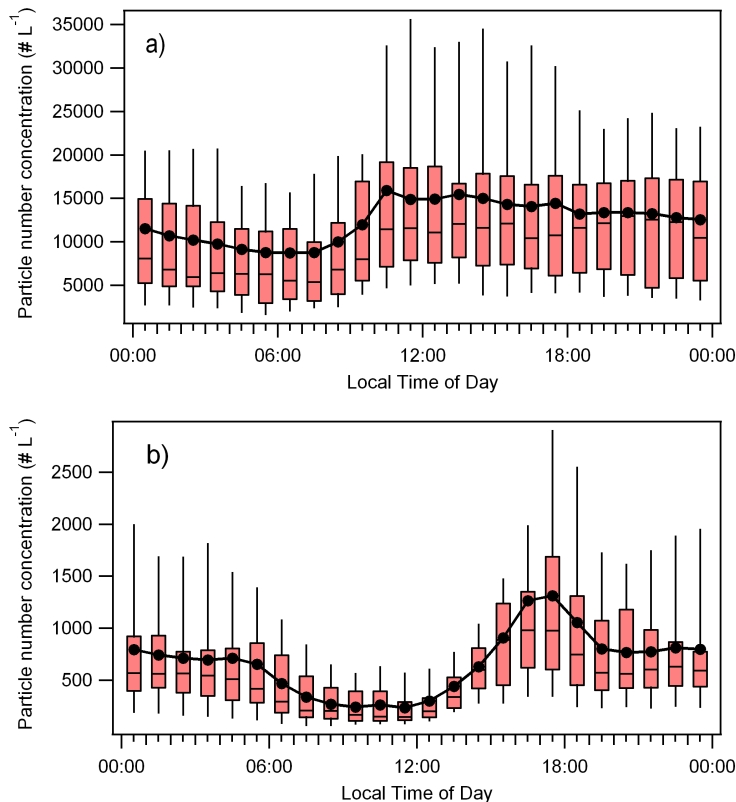 a)
Particle number concentration (# L⁻¹)
35000
30000
25000
20000
15000
10000
5000
00:00 06:00 12:00 18:00 00:00
Local Time of Day
b)
Particle number concentration (# L⁻¹)
2500
2000
1500
1000
500
00:00 06:00 12:00 18:00 00:00
Local Time of Day